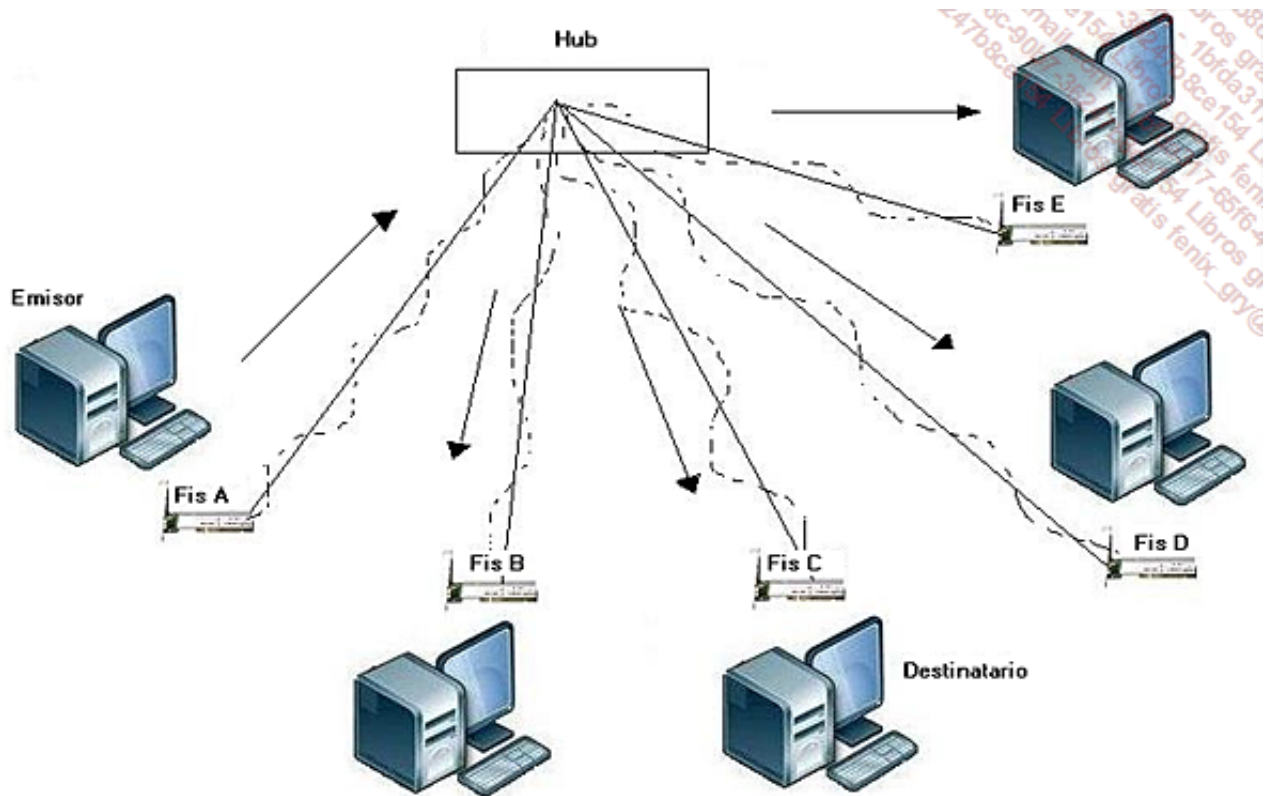 Hub
Fis E
Emisor
Fis A
Fis B
Fis C
Fis D
Destinatario